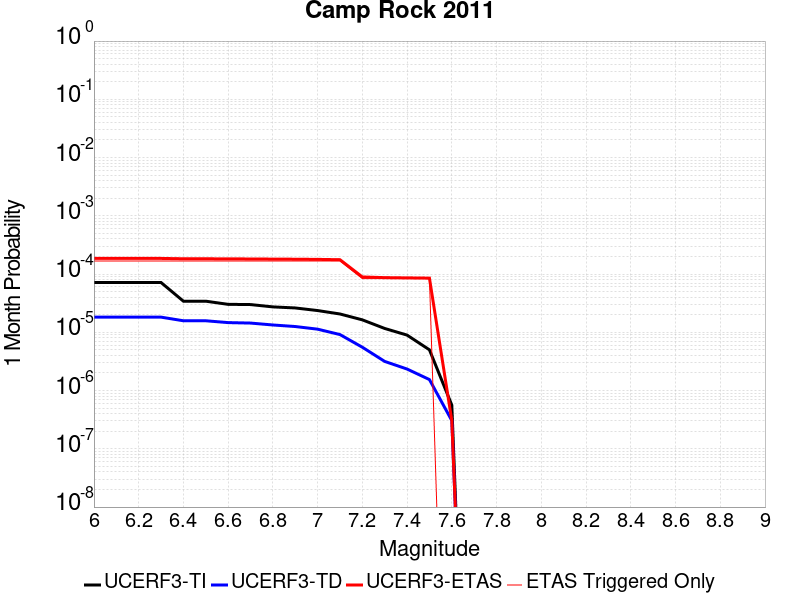 Camp Rock 2011
10^0
10^-1
10^-2
10^-3
10^-4
10^-5
10^-6
10^-7
10^-8
1 Month Probability
6 6.2 6.4 6.6 6.8 7 7.2 7.4 7.6 7.8 8 8.2 8.4 8.6 8.8 9
Magnitude
UCERF3-TI UCERF3-TD UCERF3-ETAS ETAS Triggered Only